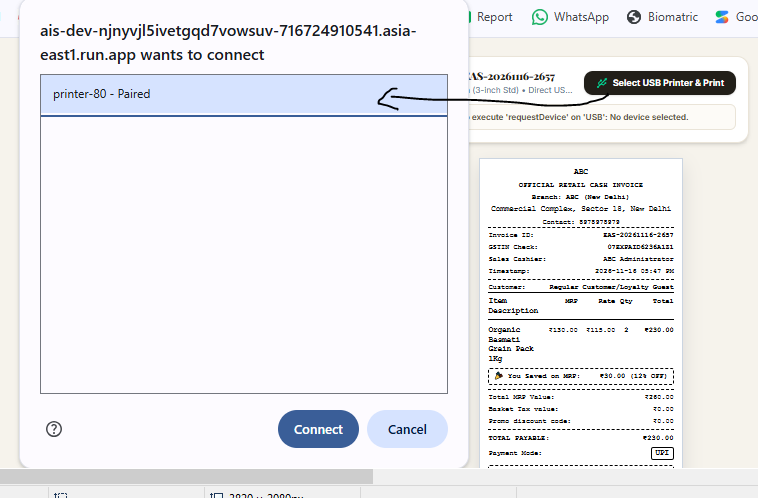 Report
WhatsApp
Biomatric
Goo
ais-dev-njnyvjl5ivetgqd7vowsuv-716724910541.asia-
east1.run.app wants to connect
printer-80 - Paired
Connect
Cancel
AS-20261116-2657
(3-inch Std) • Direct US...
Select USB Printer & Print
execute 'requestDevice' on 'USB': No device selected.
ABC
OFFICIAL RETAIL CASH INVOICE
Branch: ABC (New Delhi)
Commercial Complex, Sector 18, New Delhi
Invoice ID: EAS-20261116-2657
GSTIN Check:
Sales Cashier: ABC Administrator
Timestamp: 2026-11-16 05:47 PM
Customer: Regular Customer/Loyalty Guest
Item Description MRP Rate Qty Total
Organic Basmati Grain Pack 1Kg ₹130.00 ₹115.00 2 ₹230.00
You Saved on MRP: ₹30.00 (12% OFF)
Total MRP Value: ₹260.00
Basket Tax value: ₹0.00
Promo discount code: ₹0.00
TOTAL PAYABLE: ₹230.00
Payment Mode: UPI